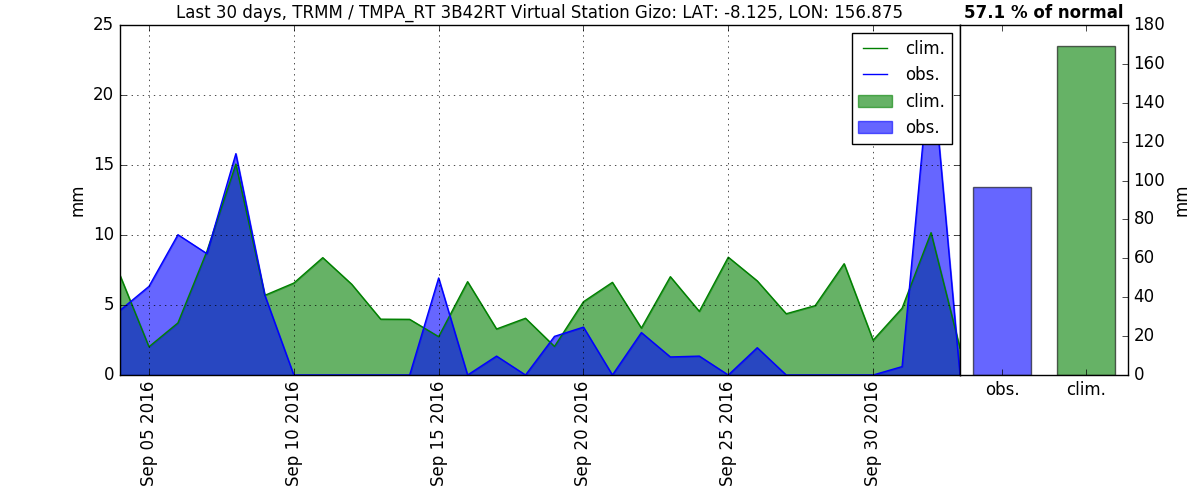 Last 30 days, TRMM / TMPA_RT 3B42RT Virtual Station Gizo: LAT: -8.125, LON: 156.875
57.1 % of normal
25
20
15
10
5
0
mm
clim.
obs.
clim.
obs.
Sep 05 2016
Sep 10 2016
Sep 15 2016
Sep 20 2016
Sep 25 2016
Sep 30 2016
180
160
140
120
100
80
60
40
20
0
mm
obs.
clim.